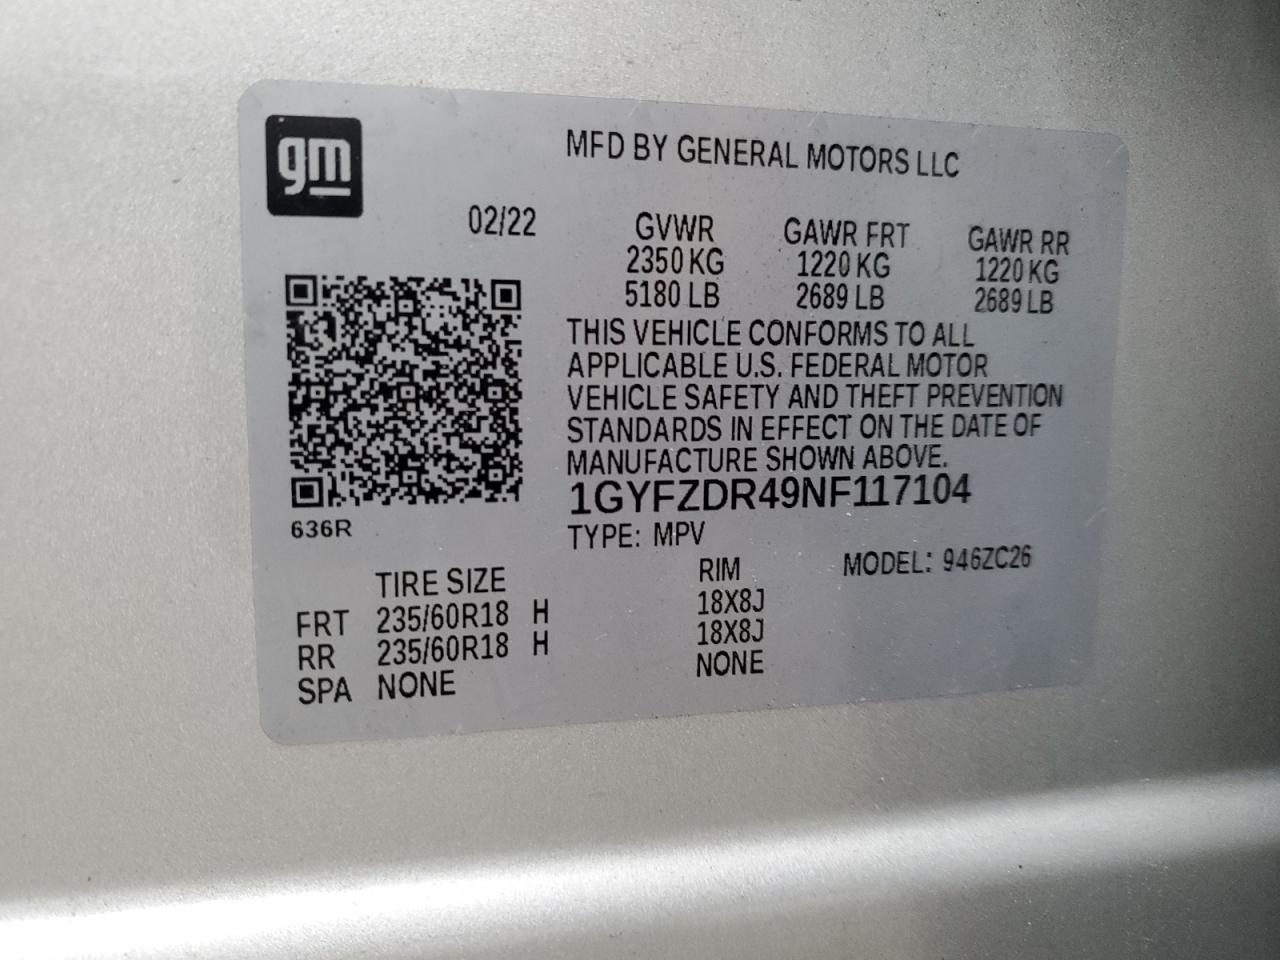 gm
MFD BY GENERAL MOTORS LLC
02/22 GVWR GAWR FRT GAWR RR
2350 KG 1220 KG 1220 KG
5180 LB 2689 LB 2689 LB
THIS VEHICLE CONFORMS TO ALL
APPLICABLE U.S. FEDERAL MOTOR
VEHICLE SAFETY AND THEFT PREVENTION
STANDARDS IN EFFECT ON THE DATE OF
MANUFACTURE SHOWN ABOVE.
1GYFZDR49NF117104
636R
TYPE: MPV MODEL: 946ZC26
TIRE SIZE RIM
FRT 235/60R18 H 18X8J
RR 235/60R18 H 18X8J
SPA NONE NONE